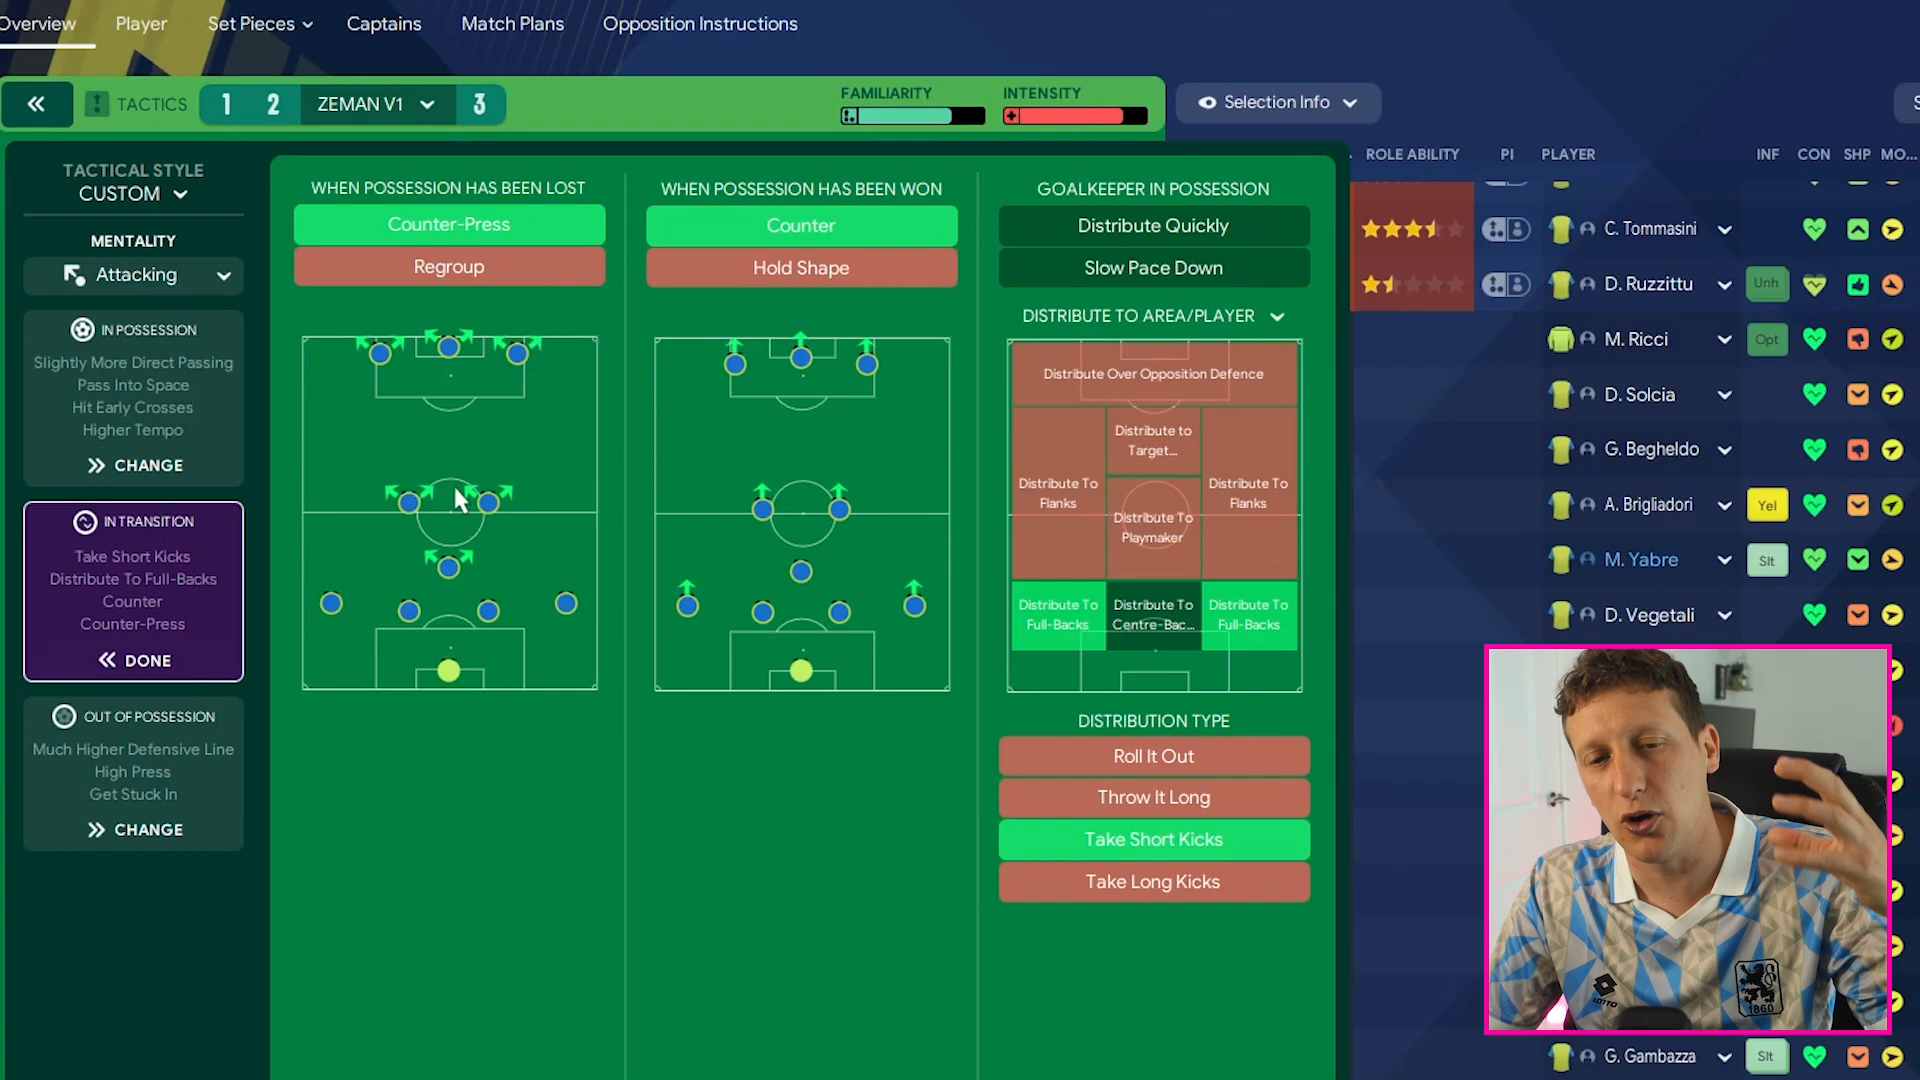 Overview Player Set Pieces Captains Match Plans Opposition Instructions
TACTICS 1 2 ZEMAN V1 3
FAMILIARITY
INTENSITY
Selection Info
TACTICAL STYLE
CUSTOM
MENTALITY
Attacking
IN POSSESSION
Slightly More Direct Passing
Pass Into Space
Hit Early Crosses
Higher Tempo
CHANGE
IN TRANSITION
Take Short Kicks
Distribute To Full-Backs
Counter
Counter-Press
DONE
OUT OF POSSESSION
Much Higher Defensive Line
High Press
Get Stuck In
CHANGE
WHEN POSSESSION HAS BEEN LOST
Counter-Press
Regroup
WHEN POSSESSION HAS BEEN WON
Counter
Hold Shape
GOALKEEPER IN POSSESSION
Distribute Quickly
Slow Pace Down
DISTRIBUTE TO AREA/PLAYER
Distribute Over Opposition Defence
Distribute to
Target...
Distribute To
Flanks
Distribute To
Playmaker
Distribute To
Flanks
Distribute To
Full-Backs
Distribute To
Centre-Bac...
Distribute To
Full-Backs
DISTRIBUTION TYPE
Roll It Out
Throw It Long
Take Short Kicks
Take Long Kicks
ROLE ABILITY PI PLAYER INF CON SHP MO...
C. Tommasini
D. Ruzzittu Unh
M. Ricci Opt
D. Solcia
G. Begheldo
A. Brigliadori Yel
M. Yabre Slt
D. Vegetali
G. Gambazza Slt
LOTTO
1860